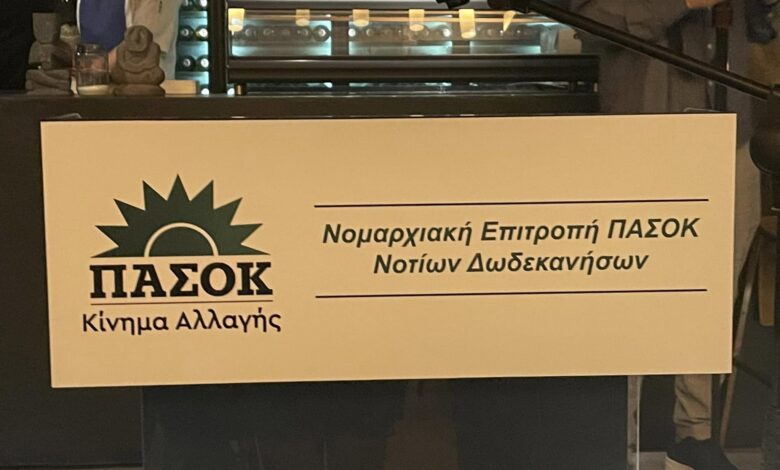 ΠΑΣΟΚ
Κίνημα Αλλαγής
Νομαρχιακή Επιτροπή ΠΑΣΟΚ
Νοτίων Δωδεκανήσων